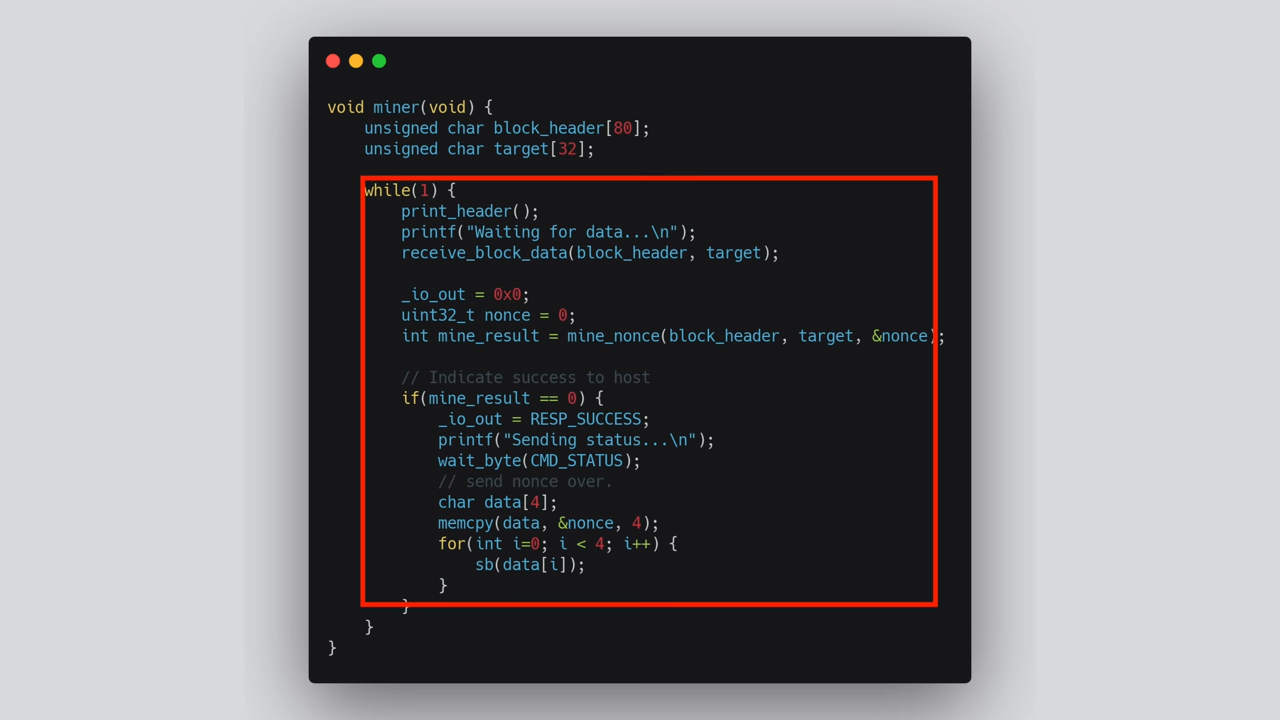 void miner(void) {
    unsigned char block_header[80];
    unsigned char target[32];
    while(1) {
        print_header();
        printf("Waiting for data...\n");
        receive_block_data(block_header, target);
        _io_out = 0x0;
        uint32_t nonce = 0;
        int mine_result = mine_nonce(block_header, target, &nonce);
        // Indicate success to host
        if(mine_result == 0) {
            _io_out = RESP_SUCCESS;
            printf("Sending status...\n");
            wait_byte(CMD_STATUS);
            // send nonce over.
            char data[4];
            memcpy(data, &nonce, 4);
            for(int i=0; i < 4; i++) {
                sb(data[i]);
            }
        }
    }
}